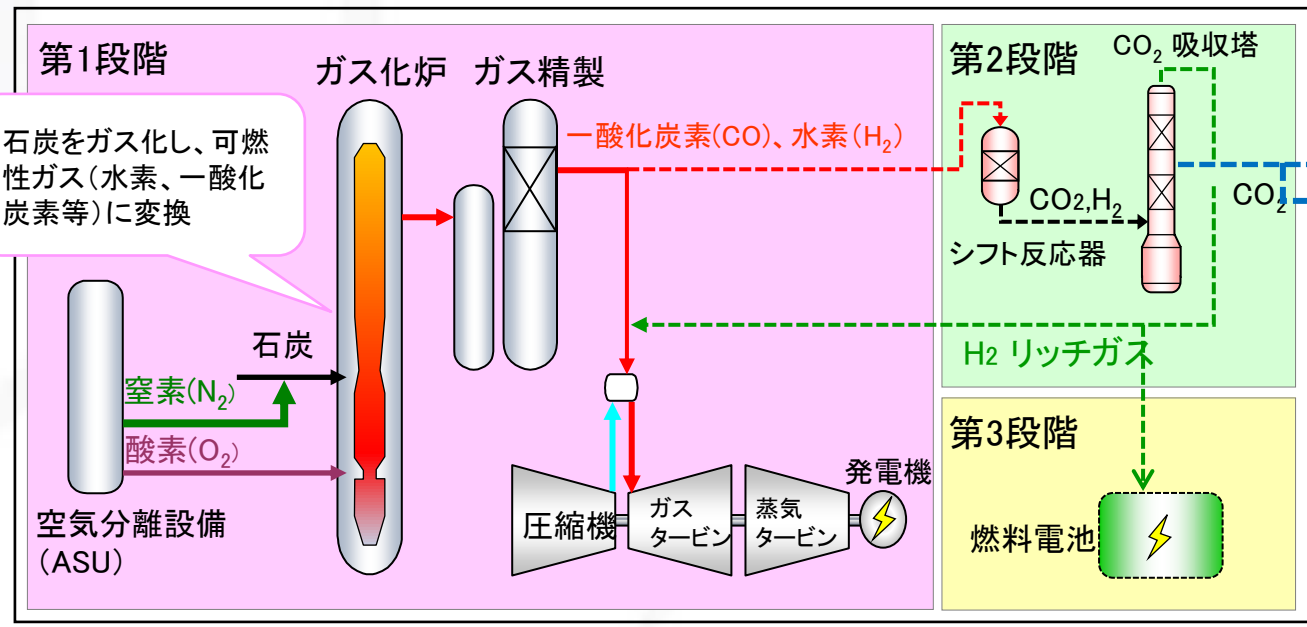 第1段階
ガス化炉
ガス精製
石炭をガス化し、可燃
性ガス(水素、一酸化
炭素等)に変換
一酸化炭素(CO)、水素(H₂)
石炭
窒素(N₂)
酸素(O₂)
空気分離設備
(ASU)
圧縮機
ガス
タービン
蒸気
タービン
発電機
第2段階
CO₂ 吸収塔
CO2,H₂
シフト反応器
CO₂
H2 リッチガス
第3段階
燃料電池